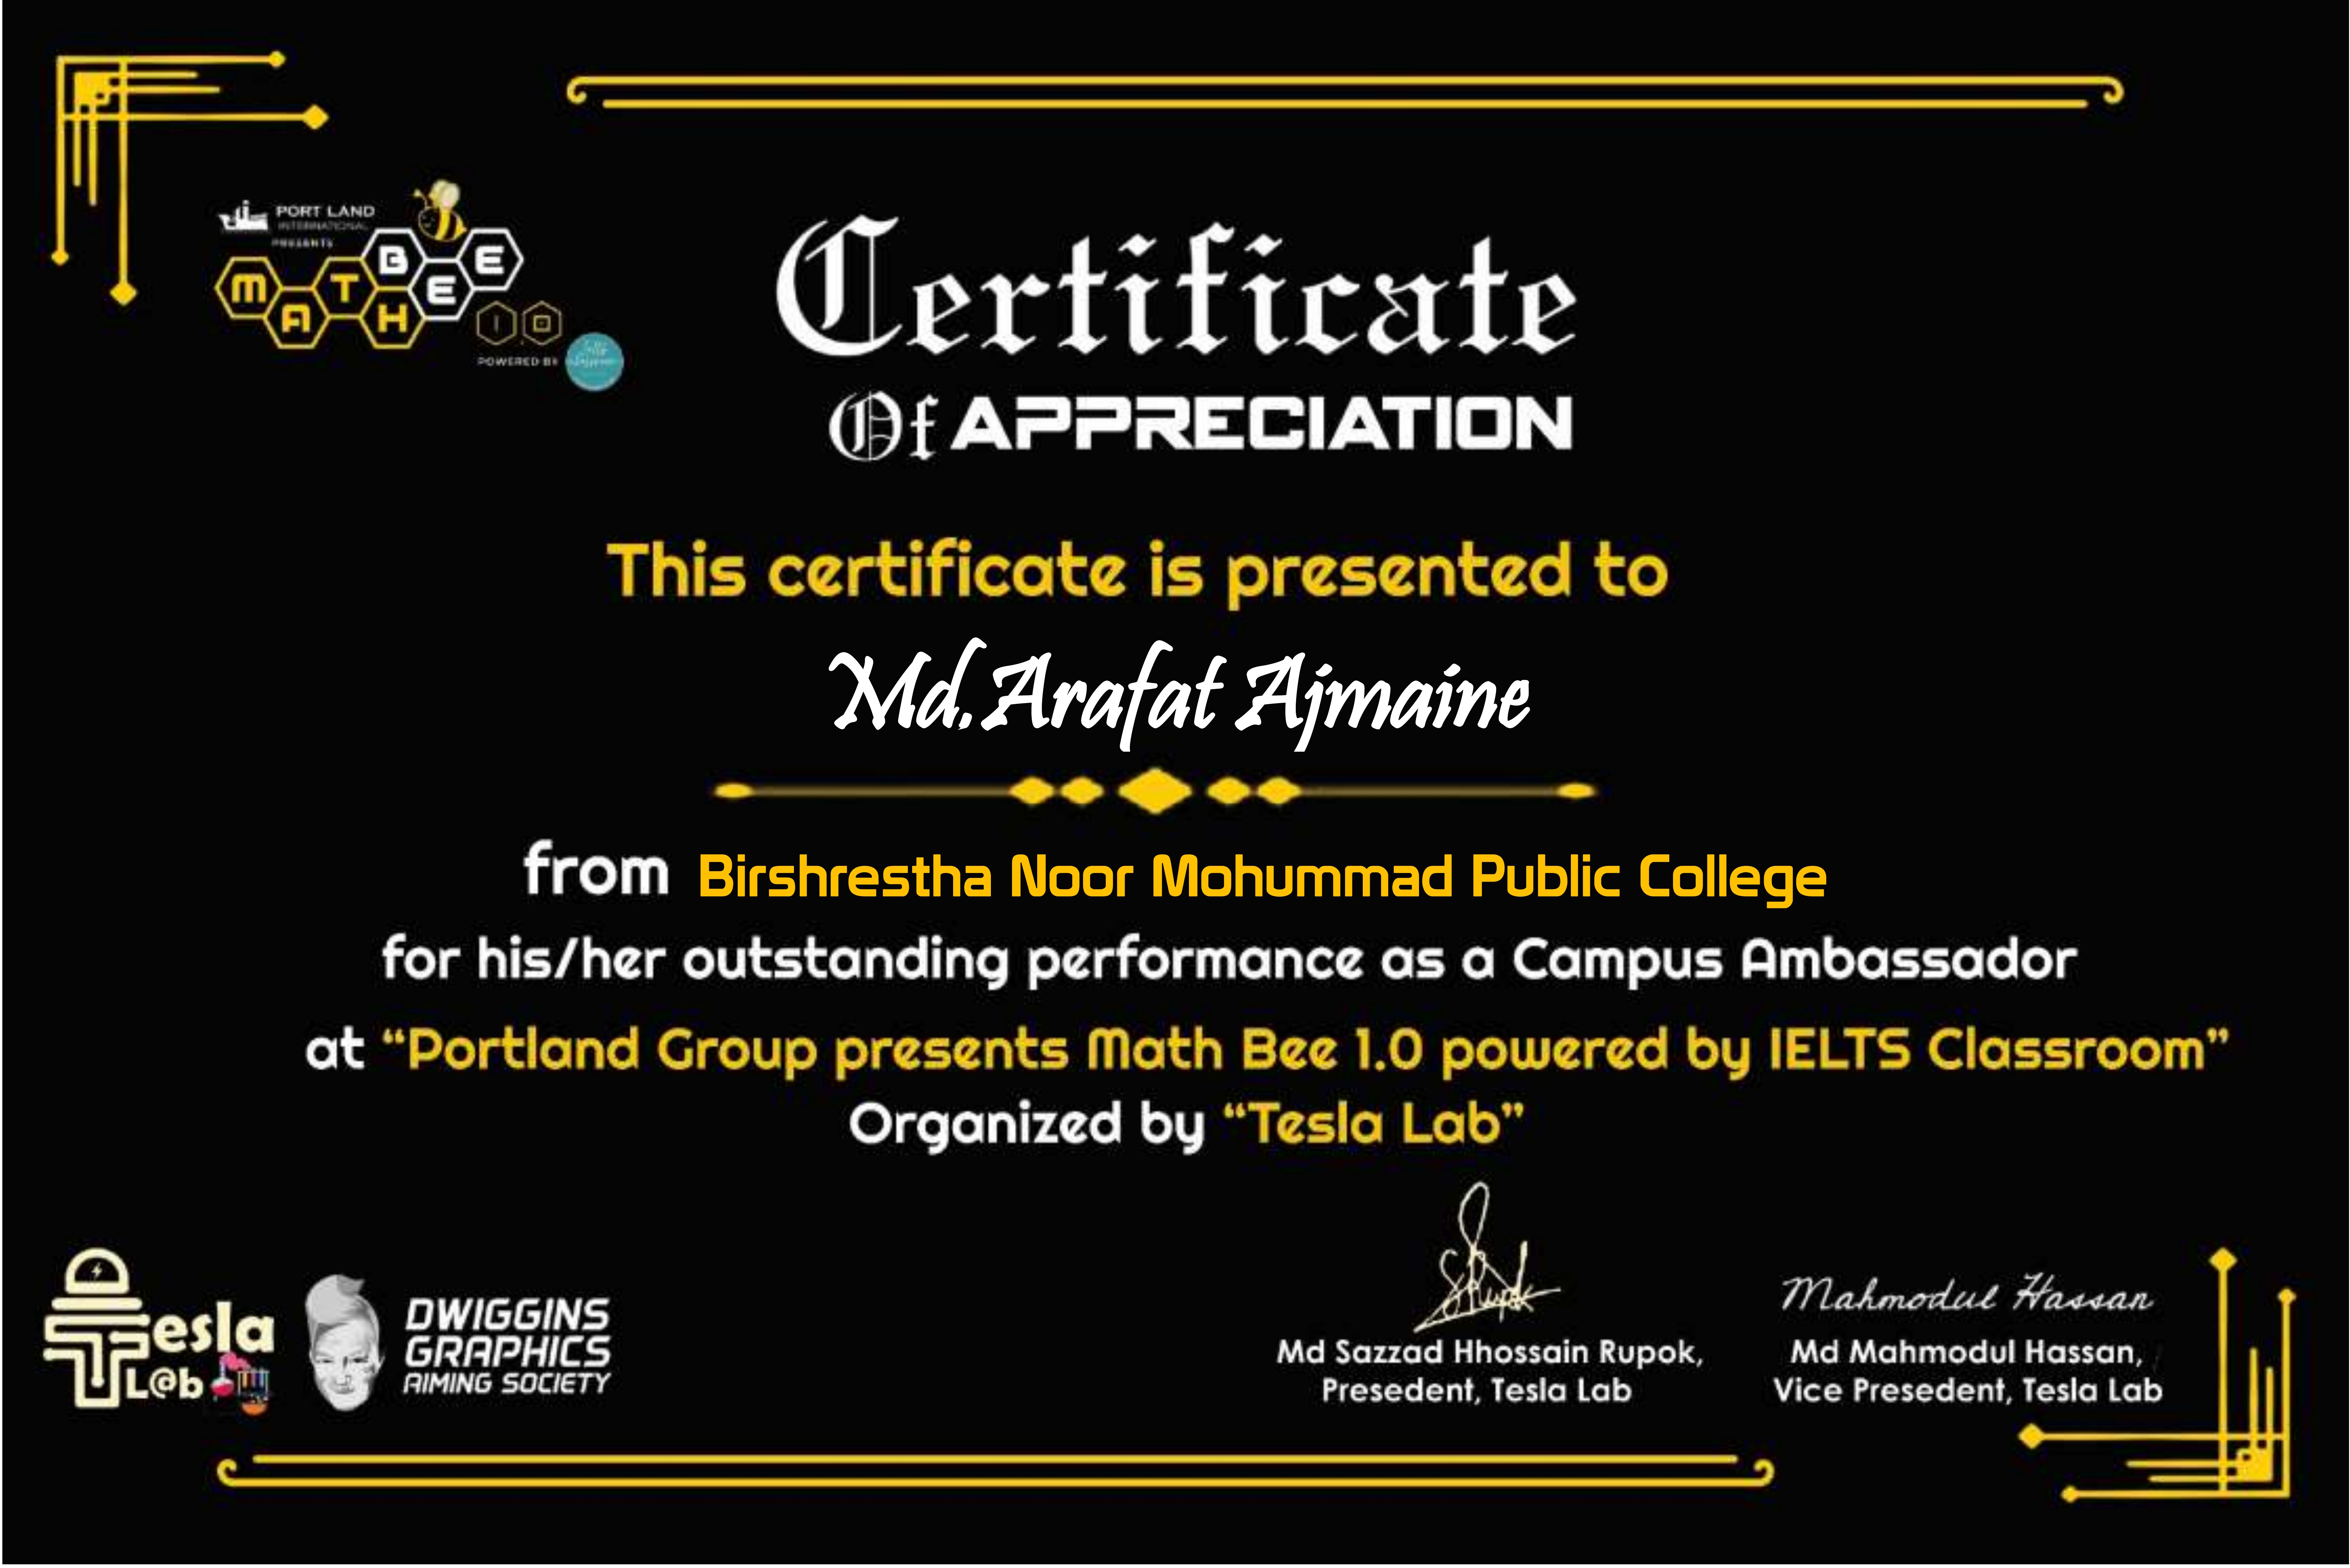 PORT LAND
INTERNATIONAL
PRESENTS
MATH BEE
1.0
POWERED BY
Certificate
Of APPRECIATION
This certificate is presented to
Md.Arafat Ajmaine
from Birshrestha Noor Mohummad Public College
for his/her outstanding performance as a Campus Ambassador
at “Portland Group presents Math Bee 1.0 powered by IELTS Classroom”
Organized by “Tesla Lab”
Tesla
L@b
DWIGGINS
GRAPHICS
AIMING SOCIETY
Md Sazzad Hhossain Rupok,
Presedent, Tesla Lab
Mahmodul Hassan
Md Mahmodul Hassan,
Vice Presedent, Tesla Lab